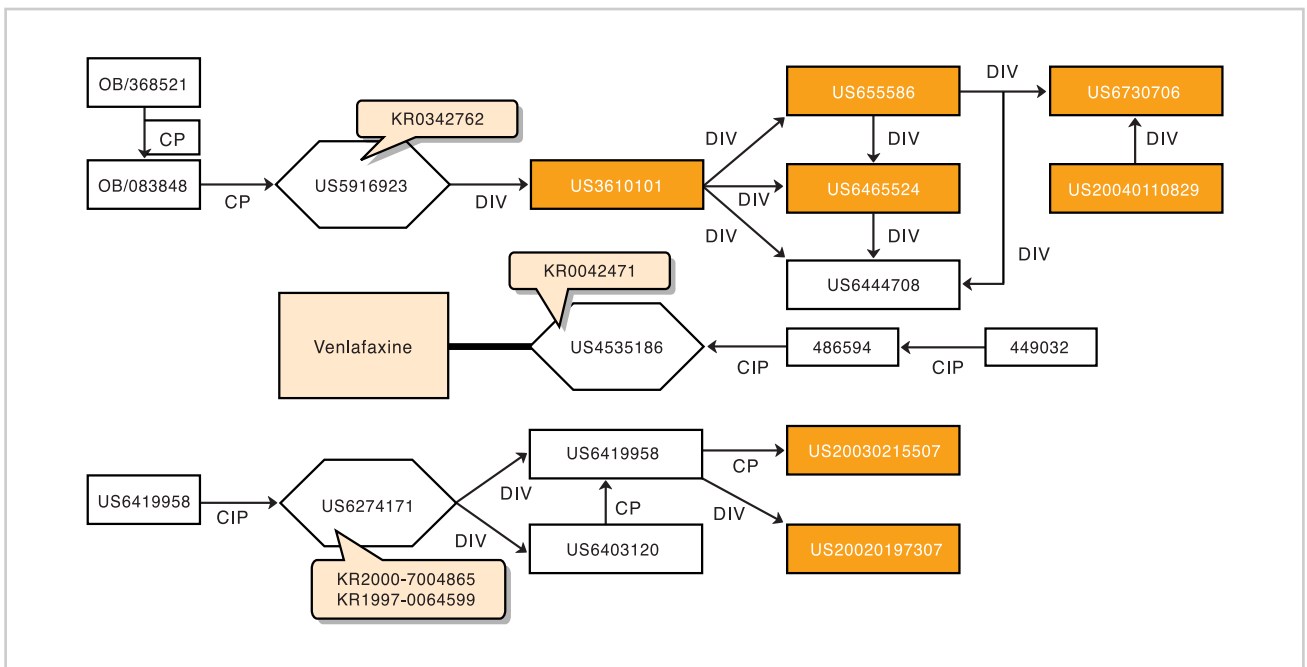 OB/368521
CP
OB/083848
CP
KR0342762
US5916923
DIV
US3610101
DIV
DIV
DIV
US655586
DIV
US6465524
DIV
US6444708
DIV
DIV
US6730706
DIV
US20040110829
Venlafaxine
KR0042471
US4535186
CIP
486594
CIP
449032
US6419958
CIP
US6274171
KR2000-7004865
KR1997-0064599
DIV
DIV
US6419958
CP
US6403120
CP
DIV
US20030215507
US20020197307